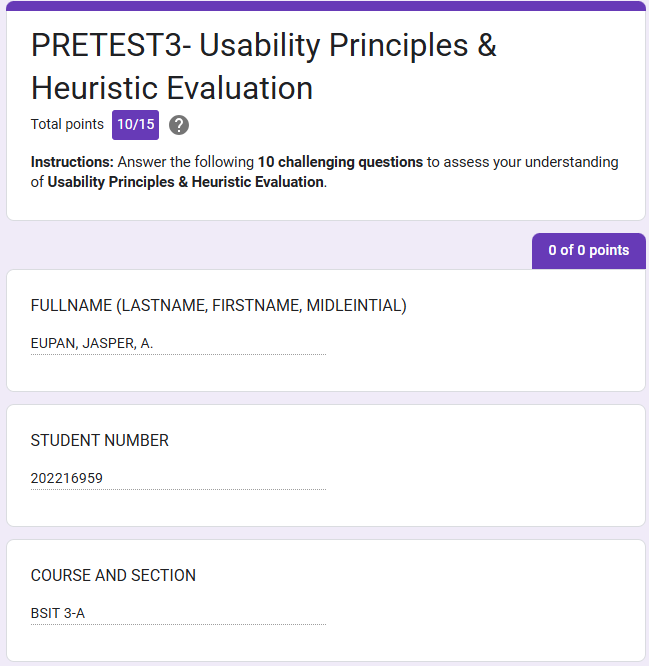 PRETEST3- Usability Principles &
Heuristic Evaluation
Total points 10/15 ?
Instructions: Answer the following 10 challenging questions to assess your understanding
of Usability Principles & Heuristic Evaluation.
0 of 0 points
FULLNAME (LASTNAME, FIRSTNAME, MIDLEINTIAL)
EUPAN, JASPER, A.
STUDENT NUMBER
202216959
COURSE AND SECTION
BSIT 3-A